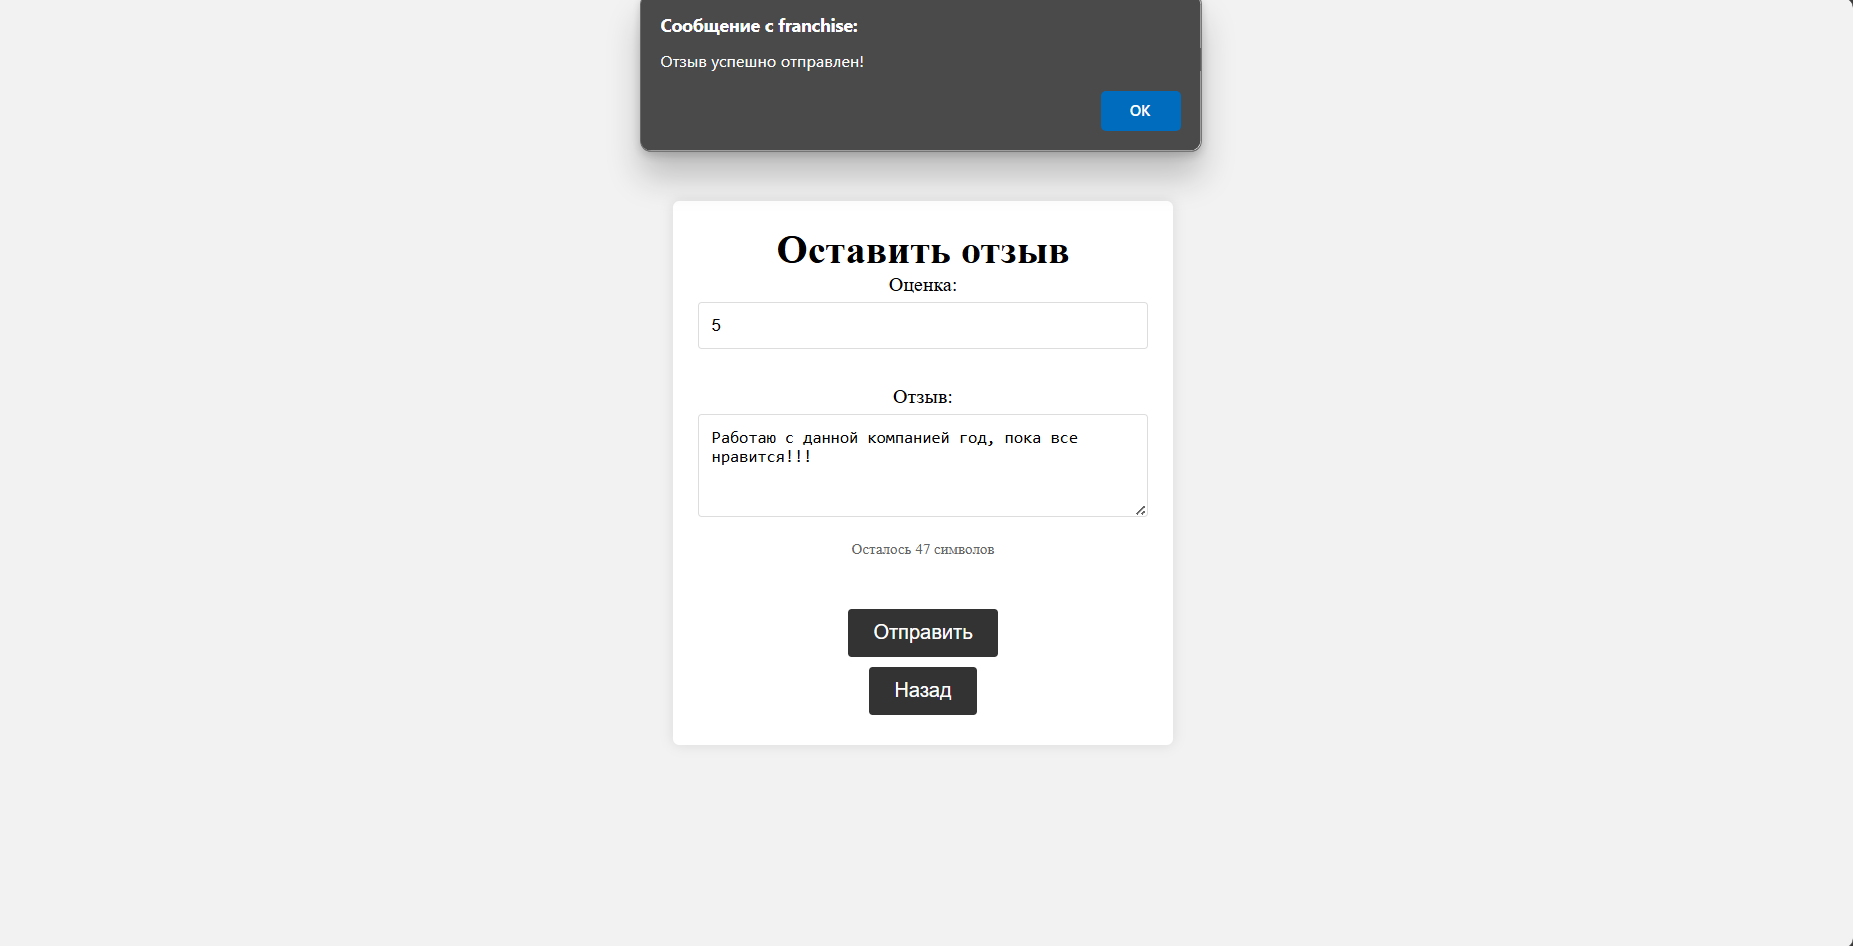 Сообщение с franchise:
Отзыв успешно отправлен!
ОК
Оставить отзыв
Оценка:
5
Отзыв:
Работаю с данной компанией год, пока все
нравится!!!
Осталось 47 символов
Отправить
Назад